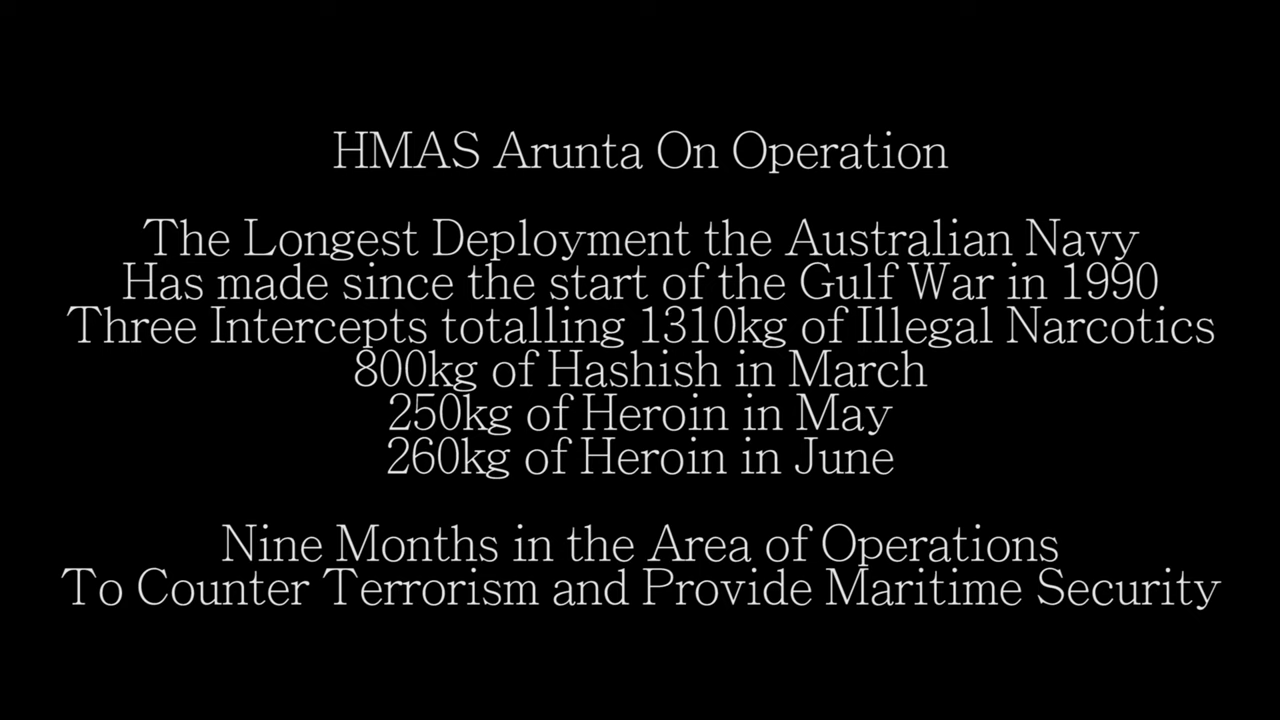 HMAS Arunta On Operation
The Longest Deployment the Australian Navy
Has made since the start of the Gulf War in 1990
Three Intercepts totalling 1310kg of Illegal Narcotics
800kg of Hashish in March
250kg of Heroin in May
260kg of Heroin in June
Nine Months in the Area of Operations
To Counter Terrorism and Provide Maritime Security